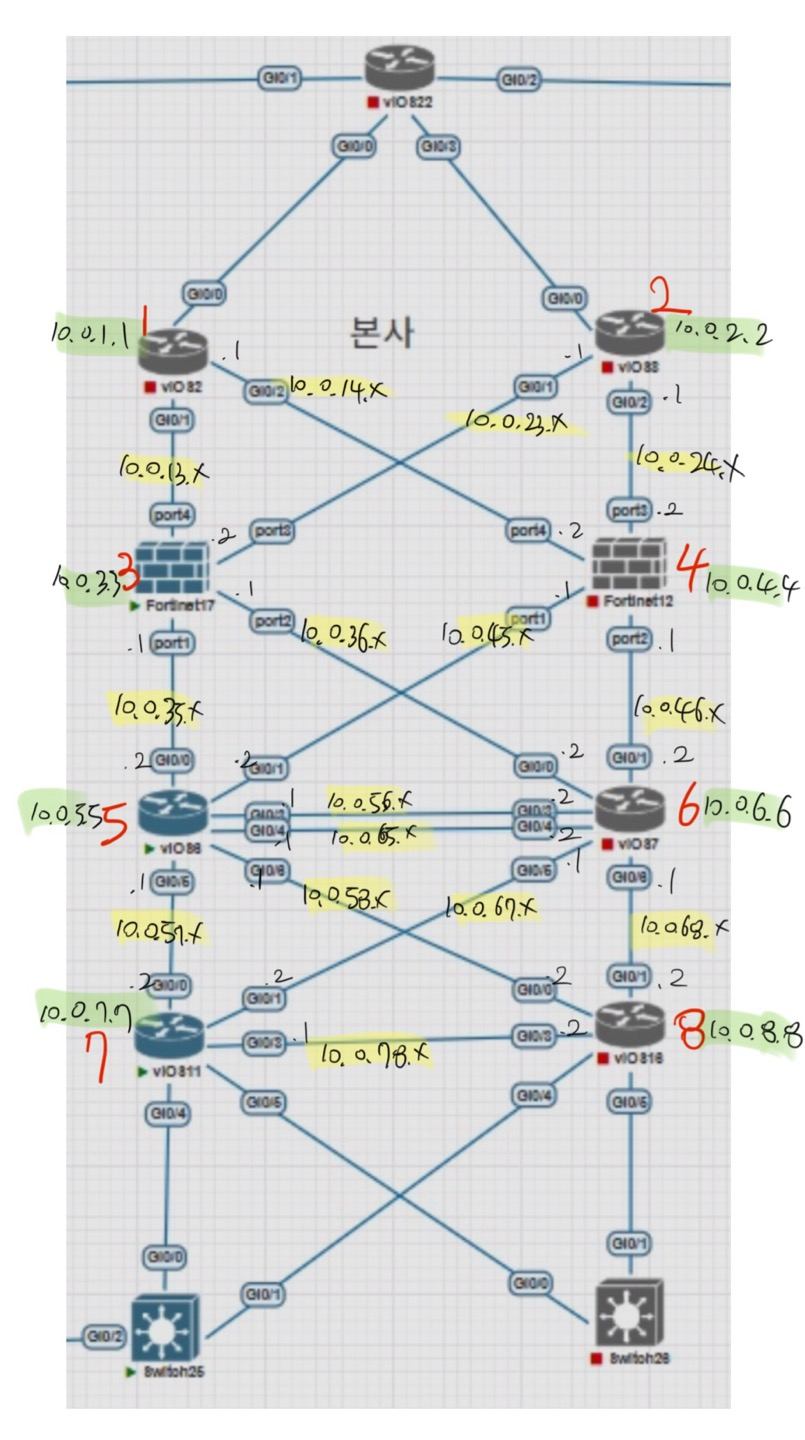 Gi0/1
Gi0/2
vIOS22
Gi0/0
Gi0/3
Gi0/0
Gi0/0
본사
1
2
10.0.1.1
10.0.2.2
.1
.1
vIOS2
vIOS3
Gi0/2
10.0.14.x
Gi0/1
Gi0/2
.1
Gi0/1
10.0.23.x
10.0.13.x
10.0.24.x
port4
port3
.2
.2
port3
port4
.2
3
4
10.0.3.3
10.0.4.4
.1
.1
Fortinet17
Fortinet12
port2
port1
.1
port1
port2
.1
10.0.36.x
10.0.45.x
10.0.35.x
10.0.46.x
.2
Gi0/0
.2
Gi0/1
Gi0/0
.2
Gi0/1
.2
5
6
10.0.5.5
10.0.6.6
.1
10.0.56.x
.2
Gi0/4
.1
10.0.65.x
Gi0/4
.2
vIOS6
vIOS7
.1
Gi0/5
.1
Gi0/6
Gi0/5
.1
Gi0/6
.1
10.0.58.x
10.0.67.x
10.0.57.x
10.0.68.x
.2
Gi0/0
.2
Gi0/1
.2
Gi0/0
Gi0/1
.2
7
8
10.0.7.7
10.0.8.8
Gi0/3
.1
10.0.78.x
Gi0/3
.2
vIOS11
vIOS16
Gi0/4
Gi0/5
Gi0/4
Gi0/5
Gi0/0
Gi0/1
Gi0/0
Gi0/1
Gi0/2
Switch25
Switch26